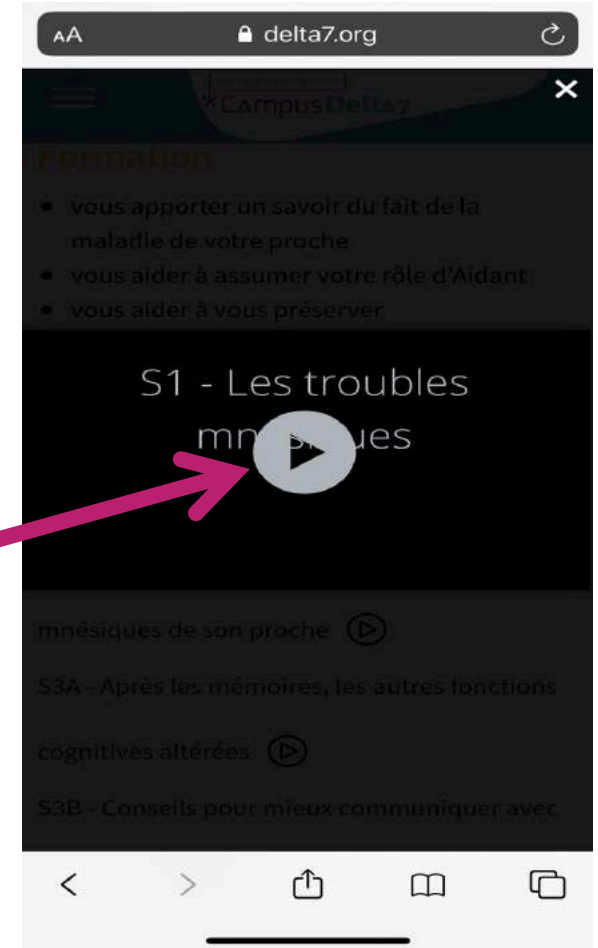 AA delta7.org
CampusDelta7
Formation
• vous apporter un savoir du fait de la
maladie de votre proche
• vous aider à assumer votre rôle d'Aidant
• vous aider à vous préserver
S1 - Les troubles
mnésiques
mnésiques de son proche
S3A - Après les mémoires, les autres fonctions
cognitives altérées
S3B - Conseils pour mieux communiquer avec